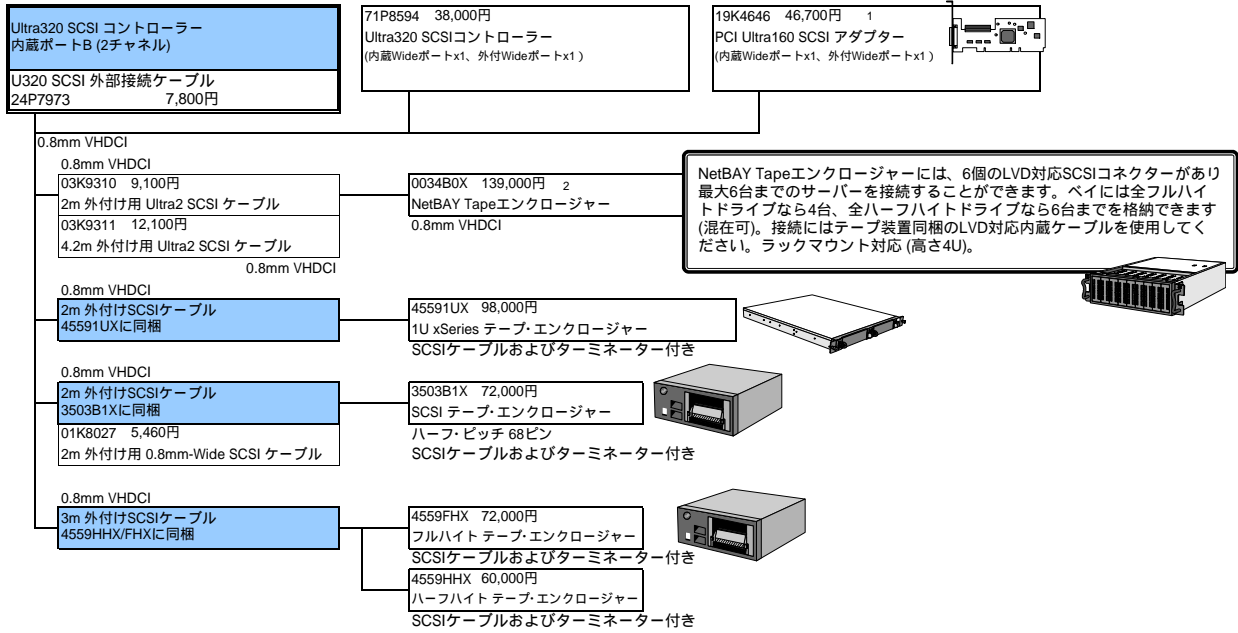 Ultra320 SCSI コントローラー
内蔵ポートB (2チャネル)
U320 SCSI 外部接続ケーブル
24P7973 7,800円
71P8594 38,000円
Ultra320 SCSIコントローラー
(内蔵Wideポートx1、外付Wideポートx1 )
19K4646 46,700円 1
PCI Ultra160 SCSI アダプター
(内蔵Wideポートx1、外付Wideポートx1 )
0.8mm VHDCI
0.8mm VHDCI
03K9310 9,100円
2m 外付け用 Ultra2 SCSI ケーブル
03K9311 12,100円
4.2m 外付け用 Ultra2 SCSI ケーブル
0.8mm VHDCI
0034B0X 139,000円 2
NetBAY Tapeエンクロージャー
0.8mm VHDCI
NetBAY Tapeエンクロージャーには、6個のLVD対応SCSIコネクターがあり
最大6台までのサーバーを接続することができます。ベイには全フルハイ
トドライブなら4台、全ハーフハイトドライブなら6台までを格納できます
(混在可)。接続にはテープ装置同梱のLVD対応内蔵ケーブルを使用してく
ださい。ラックマウント対応 (高さ4U)。
0.8mm VHDCI
2m 外付けSCSIケーブル
45591UXに同梱
45591UX 98,000円
1U xSeries テープ・エンクロージャー
SCSIケーブルおよびターミネーター付き
0.8mm VHDCI
2m 外付けSCSIケーブル
3503B1Xに同梱
01K8027 5,460円
2m 外付け用 0.8mm-Wide SCSI ケーブル
3503B1X 72,000円
SCSI テープ・エンクロージャー
ハーフ・ピッチ 68ピン
SCSIケーブルおよびターミネーター付き
0.8mm VHDCI
3m 外付けSCSIケーブル
4559HHX/FHXに同梱
4559FHX 72,000円
フルハイト テープ・エンクロージャー
SCSIケーブルおよびターミネーター付き
4559HHX 60,000円
ハーフハイト テープ・エンクロージャー
SCSIケーブルおよびターミネーター付き